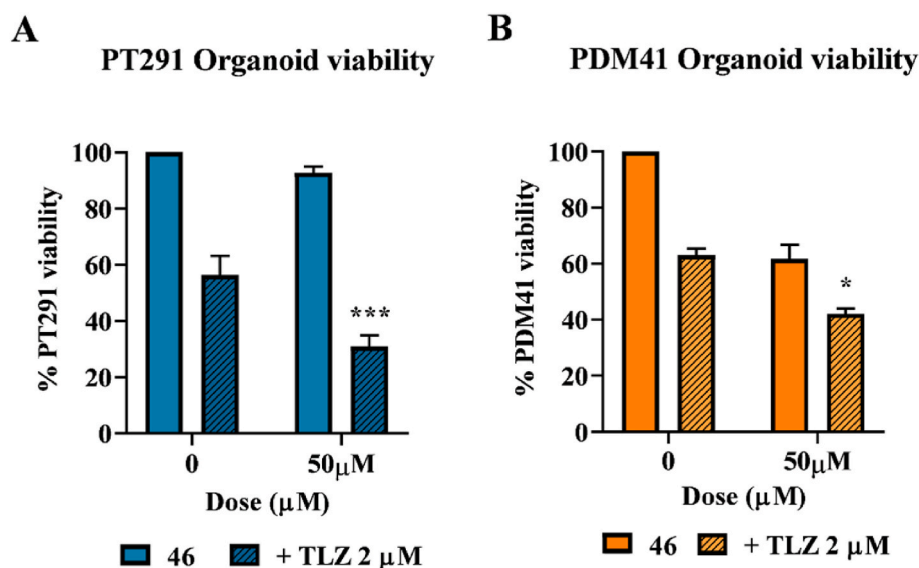 A
PT291 Organoid viability
% PT291 viability
100
80
60
40
20
0
***
0
50μM
Dose (μM)
46
+ TLZ 2 μM
B
PDM41 Organoid viability
% PDM41 viability
100
80
60
40
20
0
*
0
50μM
Dose (μM)
46
+ TLZ 2 μM